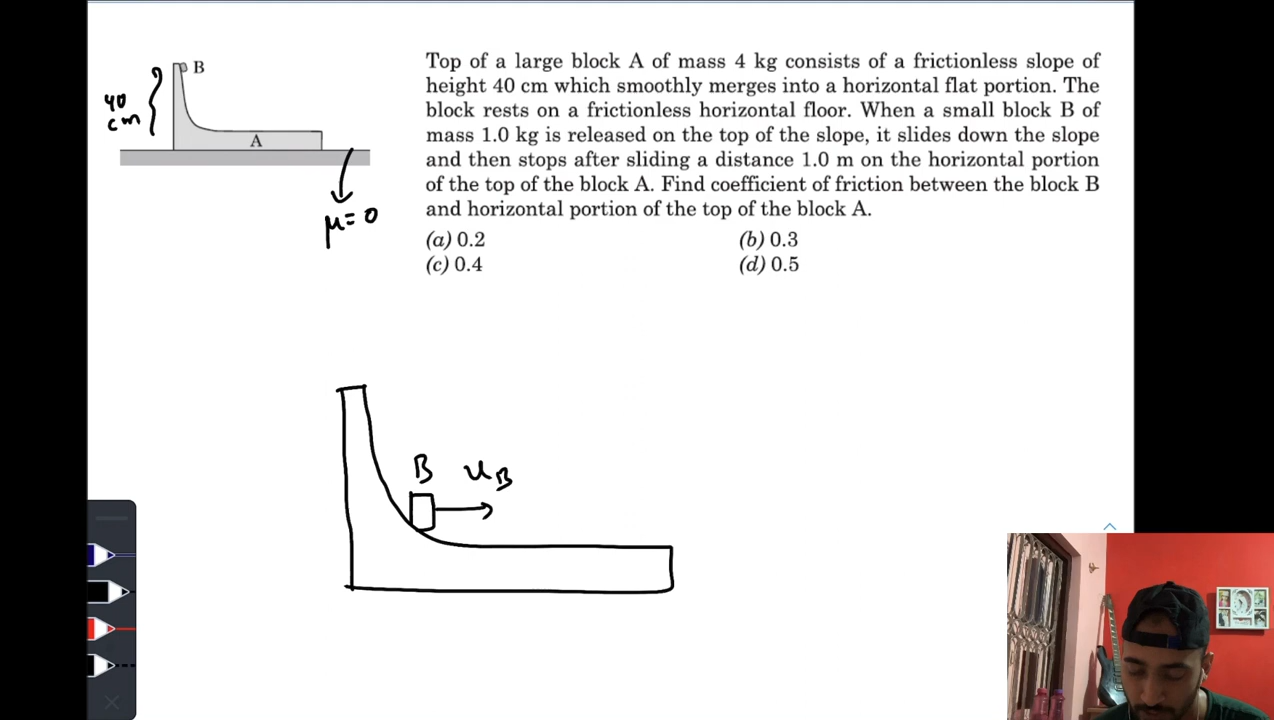 B
40
cm
A
μ = 0
Top of a large block A of mass 4 kg consists of a frictionless slope of
height 40 cm which smoothly merges into a horizontal flat portion. The
block rests on a frictionless horizontal floor. When a small block B of
mass 1.0 kg is released on the top of the slope, it slides down the slope
and then stops after sliding a distance 1.0 m on the horizontal portion
of the top of the block A. Find coefficient of friction between the block B
and horizontal portion of the top of the block A.
(a) 0.2 (b) 0.3
(c) 0.4 (d) 0.5
B u_B